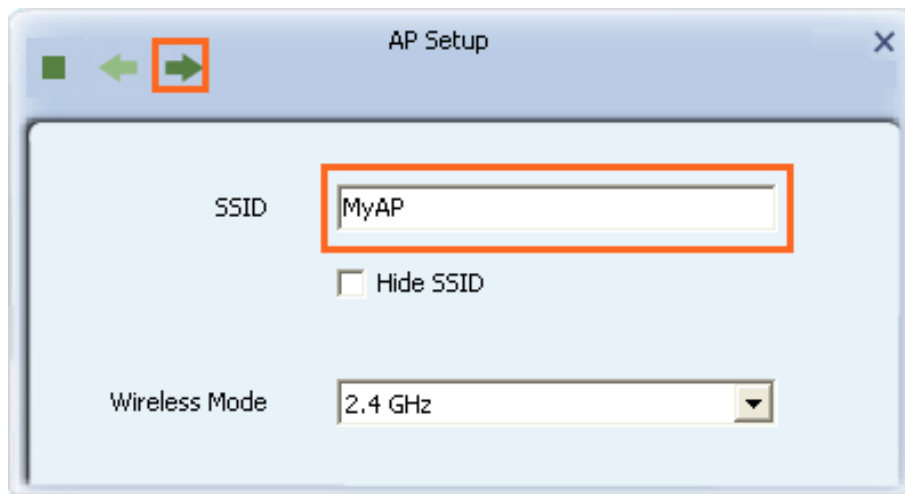 AP Setup
SSID
MyAP
Hide SSID
Wireless Mode
2.4 GHz